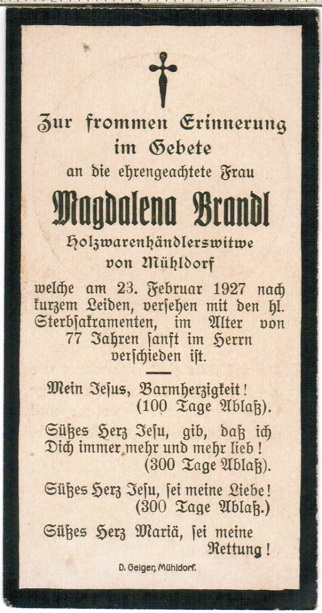 Zur frommen Erinnerung
im Gebete
an die ehrengeachtete Frau
Magdalena Brandl
Holzwarenhändlerswitwe
von Mühldorf
welche am 23. Februar 1927 nach
kurzem Leiden, versehen mit den hl.
Sterbsakramenten, im Alter von
77 Jahren sanft im Herrn
verschieden ist.
Mein Jesus, Barmherzigkeit!
(100 Tage Ablaß).
Süßes Herz Jesu, gib, daß ich
Dich immer mehr und mehr lieb!
(300 Tage Ablaß).
Süßes Herz Jesu, sei meine Liebe!
(300 Tage Ablaß.)
Süßes Herz Mariä, sei meine
Rettung!
D. Geiger, Mühldorf.